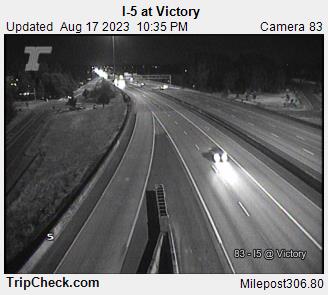 I-5 at Victory
Updated Aug 17 2023 10:35 PM Camera 83
T
S
83 - I5 @ Victory
TripCheck.com Milepost306.80